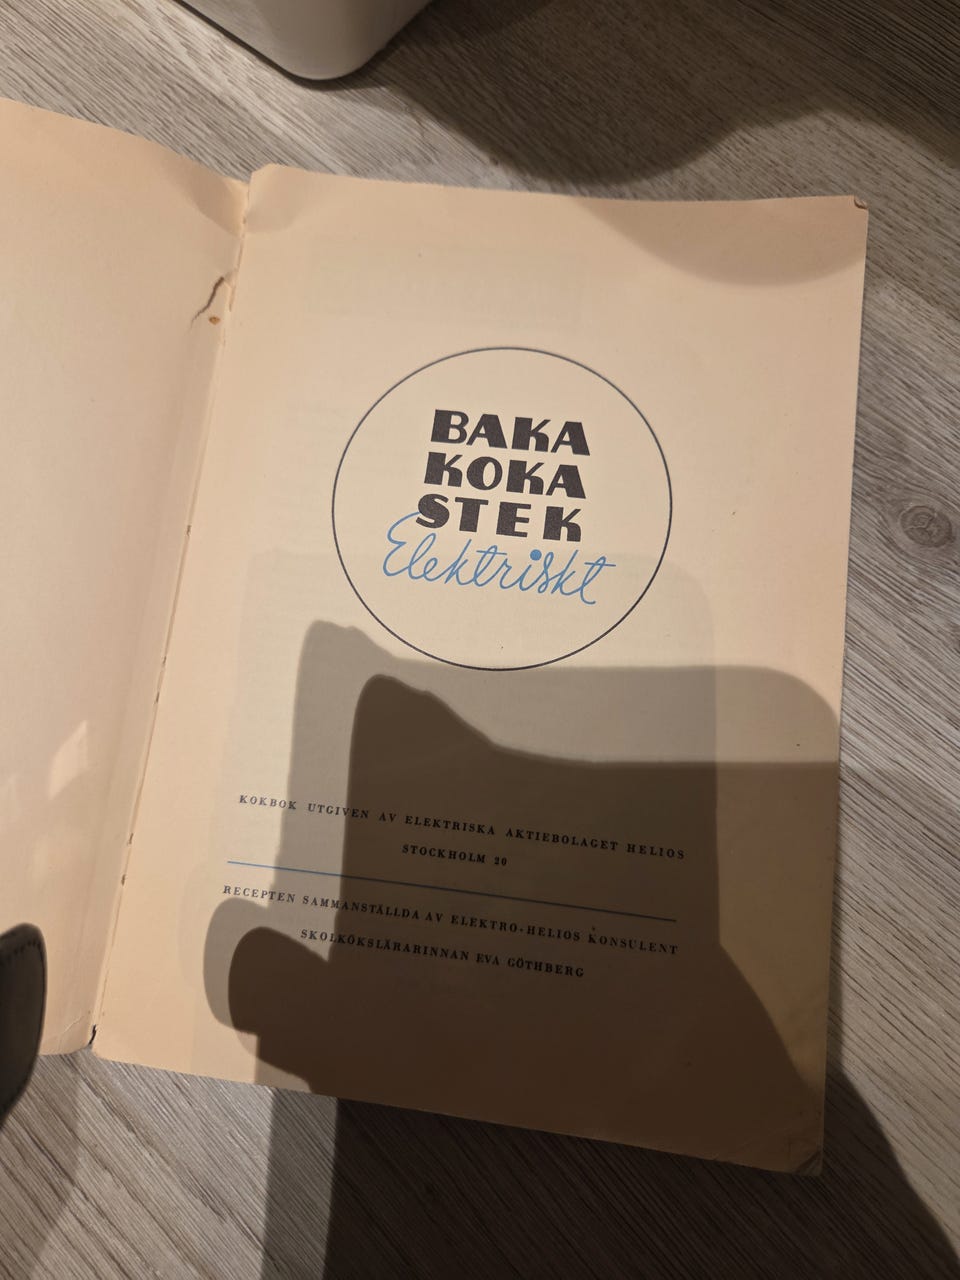 BAKA
KOKA
STEK
Elektriskt
KOKBOK UTGIVEN AV ELEKTRISKA AKTIEBOLAGET HELIOS
STOCKHOLM 20
RECEPTEN SAMMANSTÄLLDA AV ELEKTRO-HELIOS KONSULENT
SKOLKÖKSLÄRARINNAN EVA GÖTHBERG